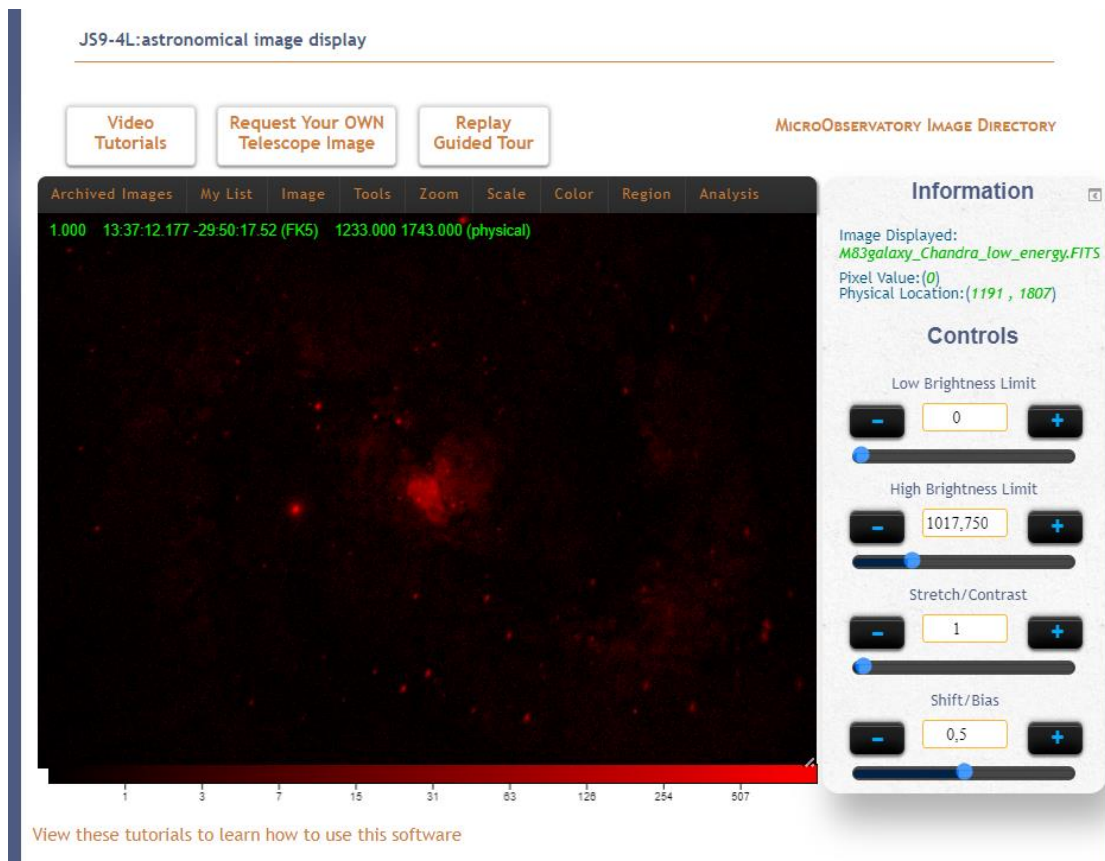 JS9-4L:astronomical image display
Video
Tutorials
Request Your OWN
Telescope Image
Replay
Guided Tour
MICROOBSERVATORY IMAGE DIRECTORY
Archived Images My List Image Tools Zoom Scale Color Region Analysis
1.000 13:37:12.177 -29:50:17.52 (FK5) 1233.000 1743.000 (physical)
Information
Image Displayed:
M83galaxy_Chandra_low_energy.FITS
Pixel Value:(0)
Physical Location:(1191 , 1807)
Controls
Low Brightness Limit
- 0 +
High Brightness Limit
- 1017,750 +
Stretch/Contrast
- 1 +
Shift/Bias
- 0,5 +
1 3 7 15 31 63 126 254 507
View these tutorials to learn how to use this software